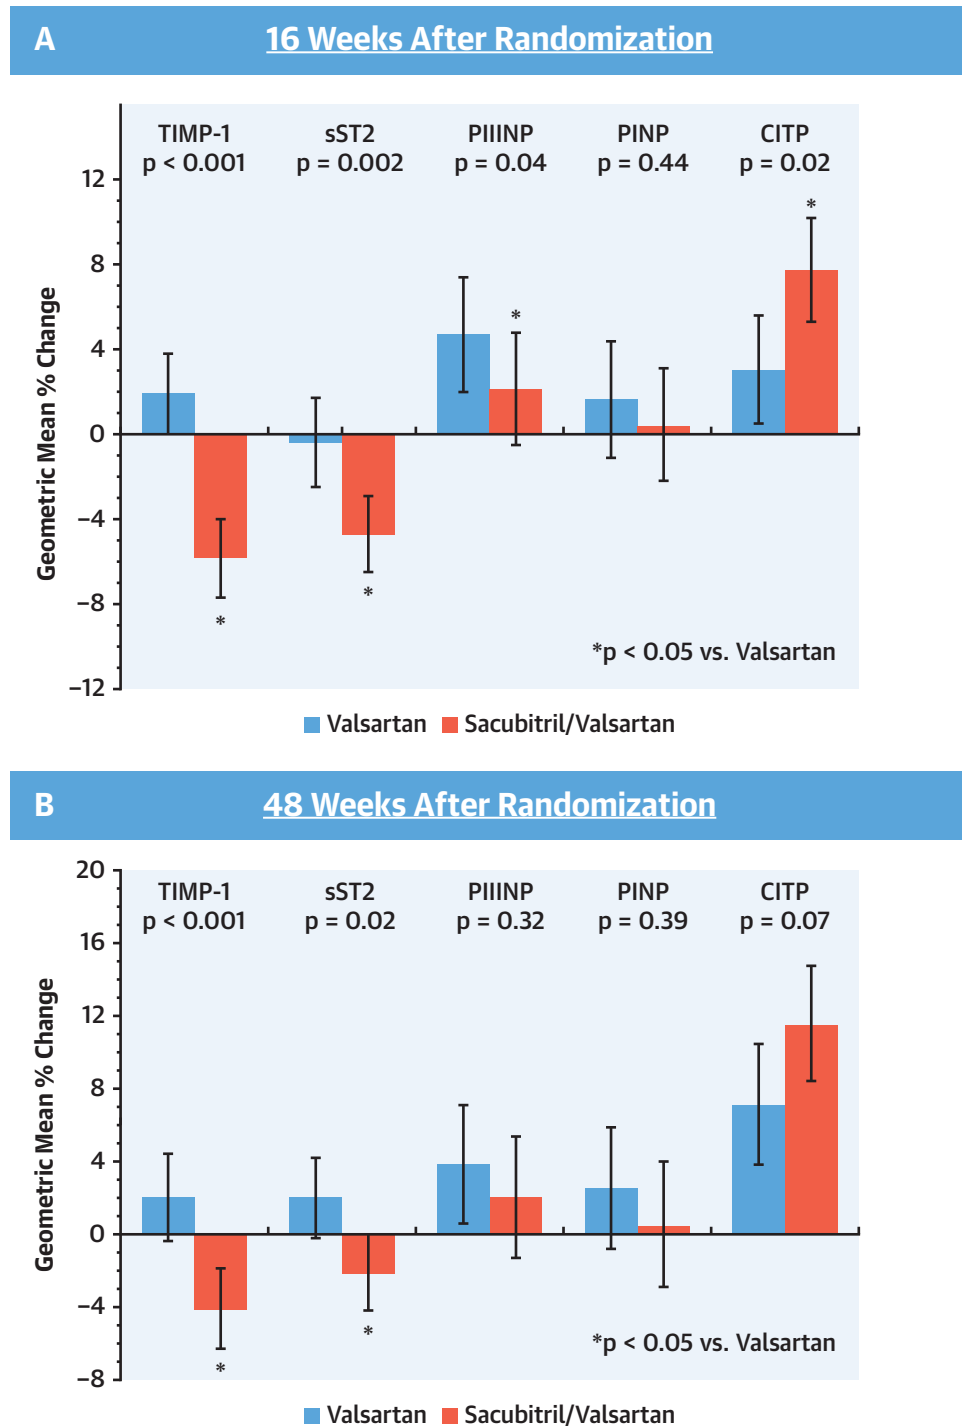 A
16 Weeks After Randomization
TIMP-1
p < 0.001
sST2
p = 0.002
PIIINP
p = 0.04
PINP
p = 0.44
CITP
p = 0.02
12
8
4
0
–4
–8
–12
Geometric Mean % Change
*
*
*
*
*p < 0.05 vs. Valsartan
Valsartan
Sacubitril/Valsartan
B
48 Weeks After Randomization
TIMP-1
p < 0.001
sST2
p = 0.02
PIIINP
p = 0.32
PINP
p = 0.39
CITP
p = 0.07
20
16
12
8
4
0
–4
–8
Geometric Mean % Change
*
*
*p < 0.05 vs. Valsartan
Valsartan
Sacubitril/Valsartan